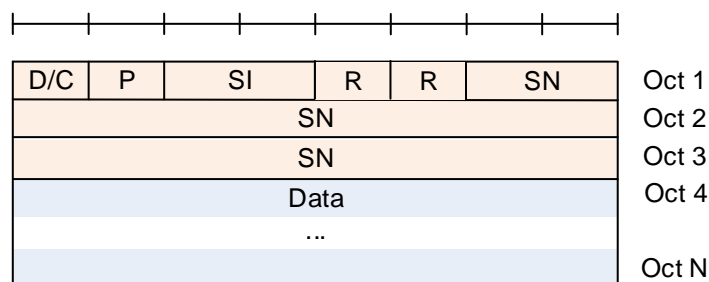 D/C P SI R R SN Oct 1
SN Oct 2
SN Oct 3
Data Oct 4
...
Oct N